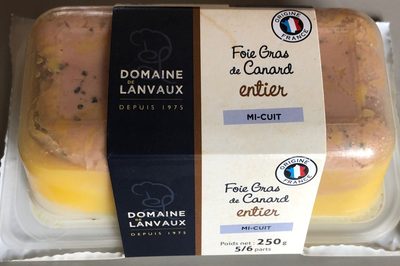 DOMAINE
DE
LANVAUX
DEPUIS 1975
ORIGINE
FRANCE
Foie Gras
de Canard
entier
MI-CUIT
DOMAINE
DE
LANVAUX
DEPUIS 1975
ORIGINE
FRANCE
Foie Gras
de Canard
entier
MI-CUIT
Poids net : 250g
5/6 parts